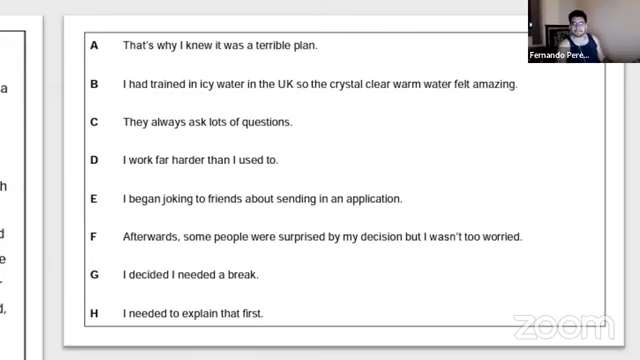 Fernando Pere...
A That's why I knew it was a terrible plan.
a
B I had trained in icy water in the UK so the crystal clear warm water felt amazing.
C They always ask lots of questions.
D I work far harder than I used to.
h
E I began joking to friends about sending in an application.
d
F Afterwards, some people were surprised by my decision but I wasn't too worried.
e
G I decided I needed a break.
d,
H I needed to explain that first.
zoom